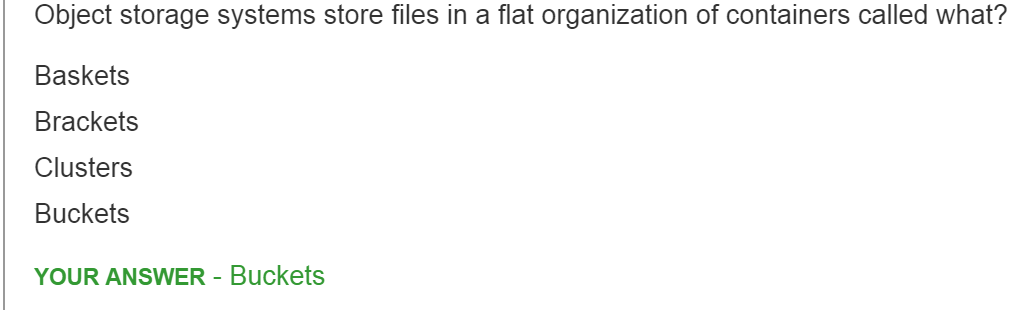 Object storage systems store files in a flat organization of containers called what?
Baskets
Brackets
Clusters
Buckets
YOUR ANSWER - Buckets